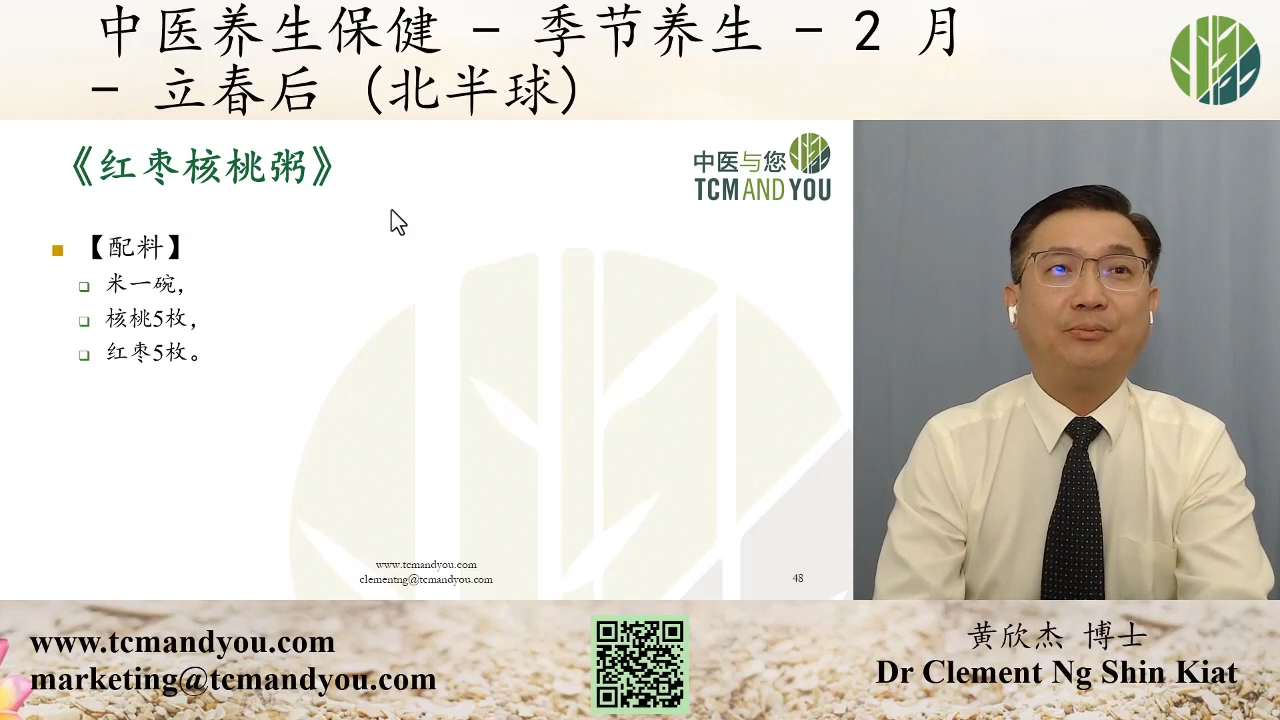 中医养生保健 – 季节养生 – 2 月
– 立春后（北半球）
《红枣核桃粥》
中医与您
TCM AND YOU
【配料】
米一碗，
核桃5枚，
红枣5枚。
www.tcmandyou.com
clementng@tcmandyou.com
48
www.tcmandyou.com
marketing@tcmandyou.com
黄欣杰 博士
Dr Clement Ng Shin Kiat